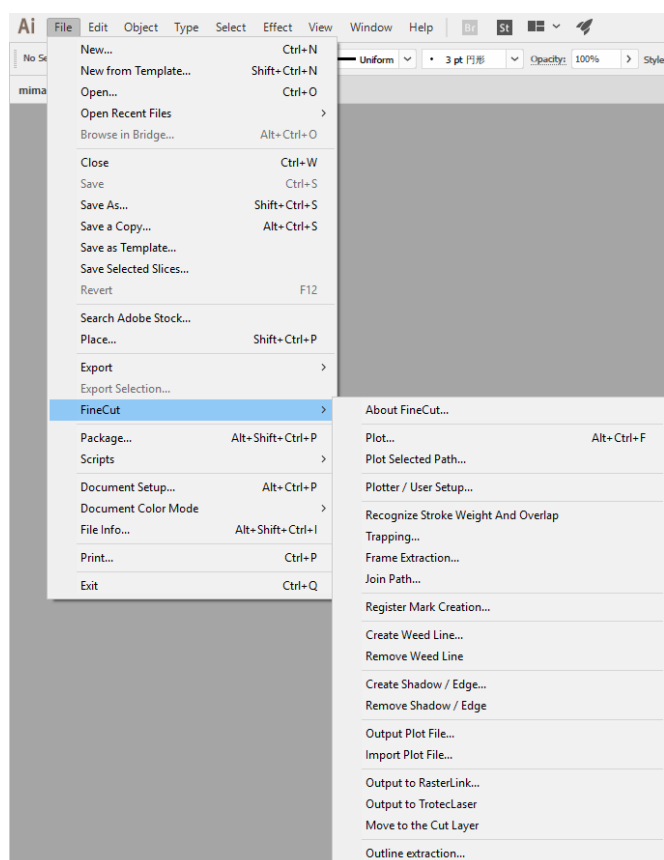 Ai File Edit Object Type Select Effect View Window Help Br St
No Se Uniform 3 pt 円形 Opacity: 100% Style
mima
New... Ctrl+N
New from Template... Shift+Ctrl+N
Open... Ctrl+O
Open Recent Files
Browse in Bridge... Alt+Ctrl+O
Close Ctrl+W
Save Ctrl+S
Save As... Shift+Ctrl+S
Save a Copy... Alt+Ctrl+S
Save as Template...
Save Selected Slices...
Revert F12
Search Adobe Stock...
Place... Shift+Ctrl+P
Export
Export Selection...
FineCut
Package... Alt+Shift+Ctrl+P
Scripts
Document Setup... Alt+Ctrl+P
Document Color Mode
File Info... Alt+Shift+Ctrl+I
Print... Ctrl+P
Exit Ctrl+Q
About FineCut...
Plot... Alt+Ctrl+F
Plot Selected Path...
Plotter / User Setup...
Recognize Stroke Weight And Overlap
Trapping...
Frame Extraction...
Join Path...
Register Mark Creation...
Create Weed Line...
Remove Weed Line
Create Shadow / Edge...
Remove Shadow / Edge
Output Plot File...
Import Plot File...
Output to RasterLink...
Output to TrotecLaser
Move to the Cut Layer
Outline extraction...